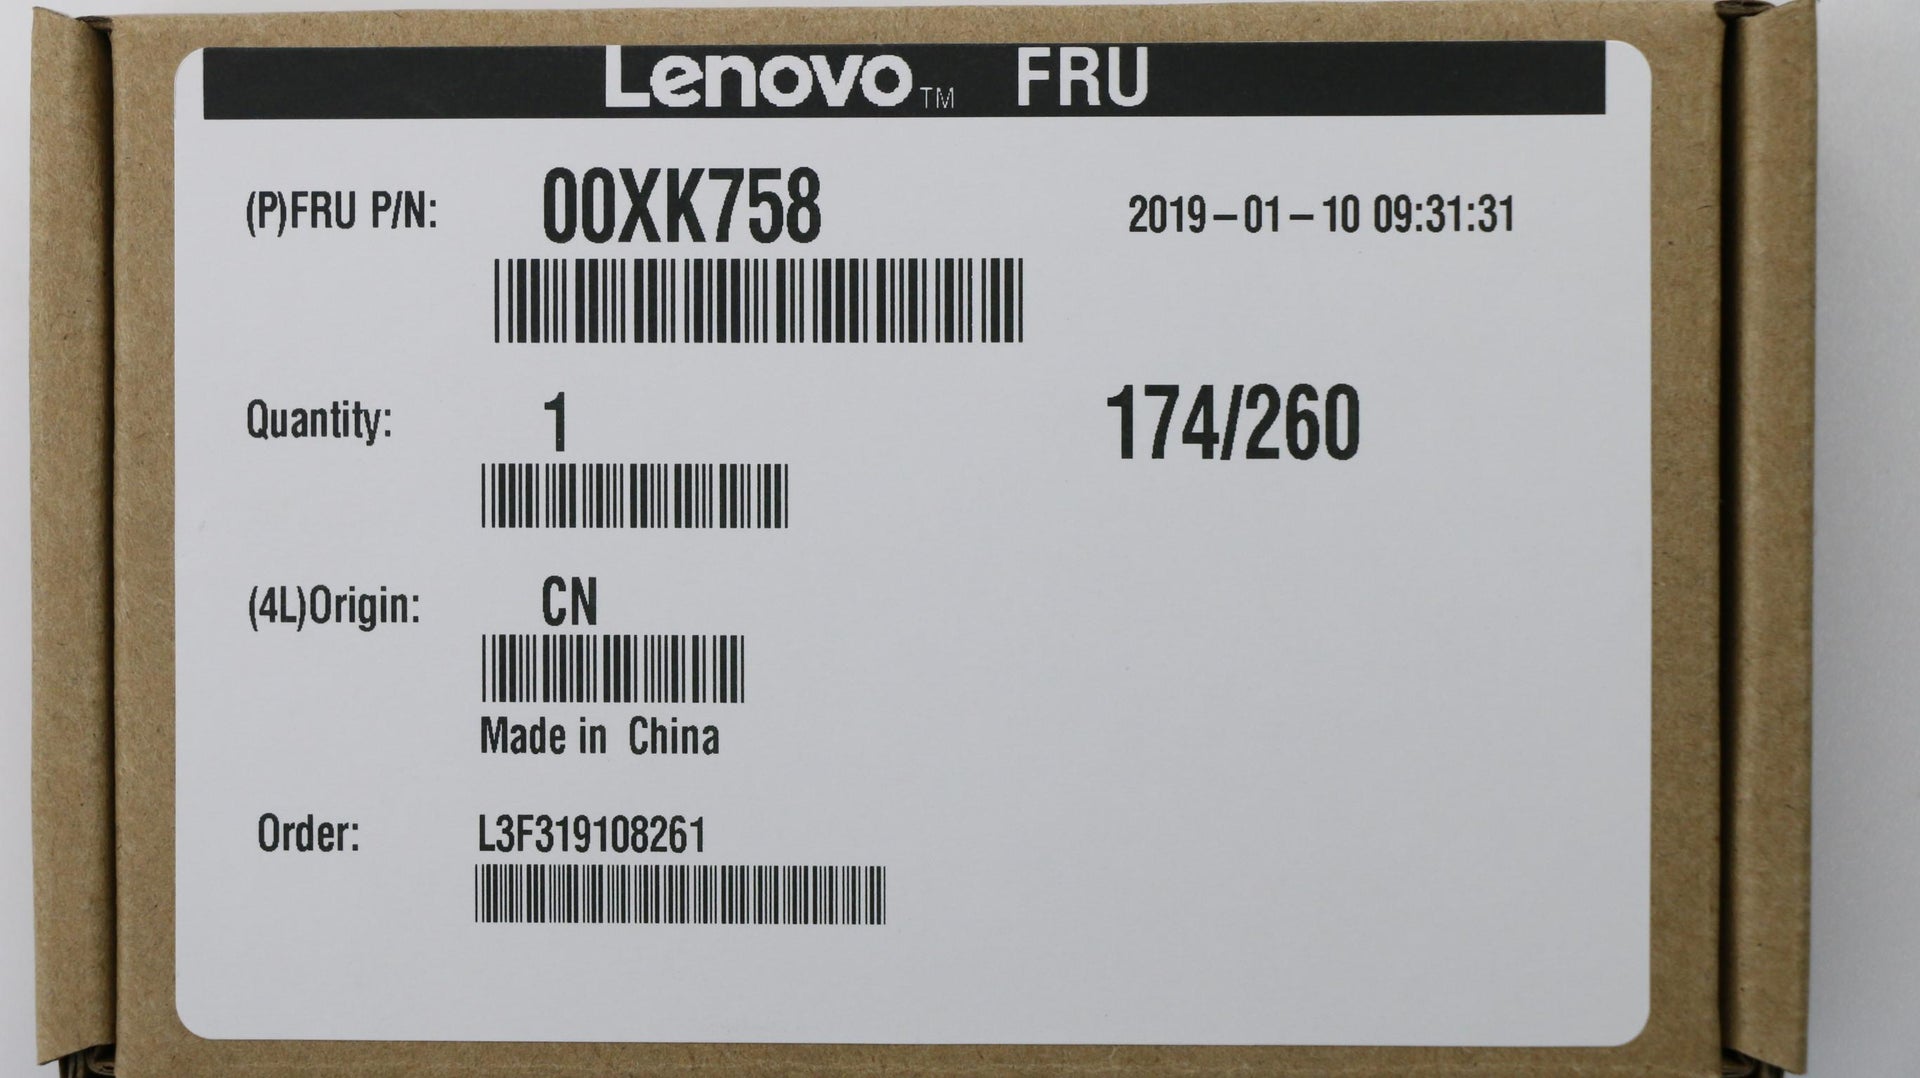 Lenovo™ FRU
(P)FRU P/N: 00XK758 2019-01-10 09:31:31
Quantity: 1 174/260
(4L)Origin: CN
Made in China
Order: L3F319108261